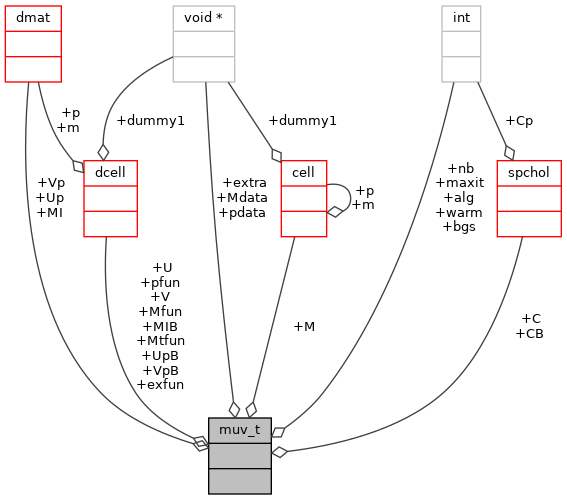 dmat
void *
int
+p
+m
+dummy1
+dummy1
+Cp
dcell
cell
spchol
+Vp
+Up
+MI
+extra
+Mdata
+pdata
+p
+m
+nb
+maxit
+alg
+warm
+bgs
+U
+pfun
+V
+Mfun
+MIB
+Mtfun
+UpB
+VpB
+exfun
+M
+C
+CB
muv_t